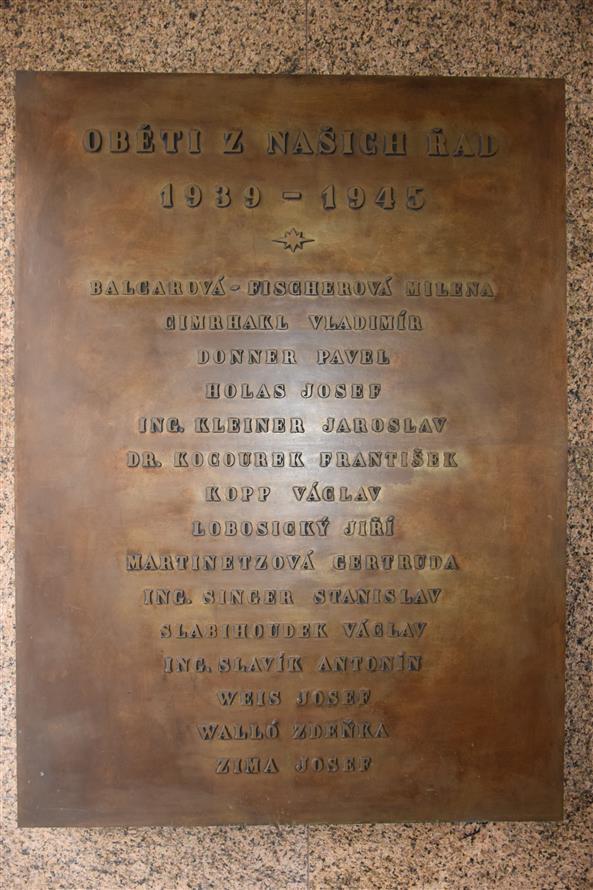 OBĚTI Z NAŠICH ŘAD
1939 - 1945
BALCAROVÁ - FISCHEROVÁ MILENA
CIMRHAKL VLADIMÍR
DONNER PAVEL
HOLAS JOSEF
ING. KLEINER JAROSLAV
DR. KOCOUREK FRANTIŠEK
KOPP VÁCLAV
LOBOSICKÝ JIŘÍ
MARTINETZOVÁ GERTRUDA
ING. SINGER STANISLAV
SLABIHOUDEK VÁCLAV
ING. SLAVÍK ANTONÍN
WEIS JOSEF
WALLÓ ZDEŇKA
ZIMA JOSEF